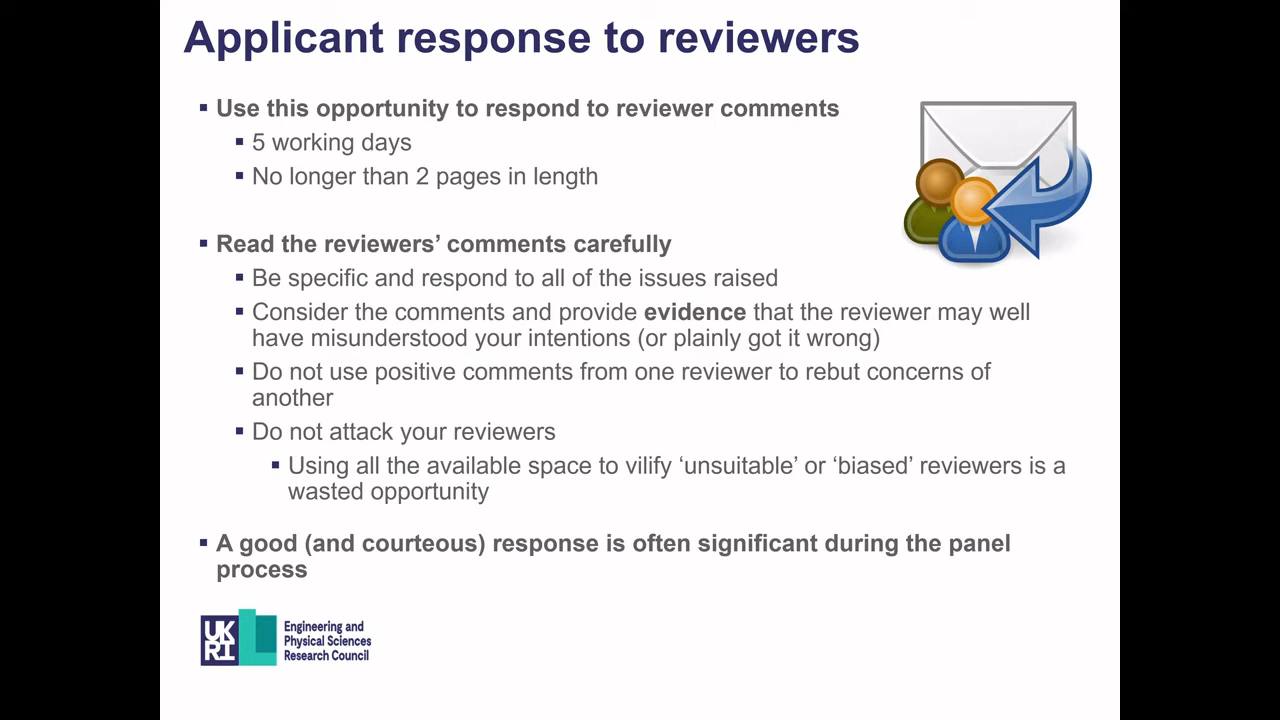 Applicant response to reviewers
▪ Use this opportunity to respond to reviewer comments
▪ 5 working days
▪ No longer than 2 pages in length
▪ Read the reviewers’ comments carefully
▪ Be specific and respond to all of the issues raised
▪ Consider the comments and provide evidence that the reviewer may well
have misunderstood your intentions (or plainly got it wrong)
▪ Do not use positive comments from one reviewer to rebut concerns of
another
▪ Do not attack your reviewers
▪ Using all the available space to vilify ‘unsuitable’ or ‘biased’ reviewers is a
wasted opportunity
▪ A good (and courteous) response is often significant during the panel
process
UK
RI
Engineering and
Physical Sciences
Research Council